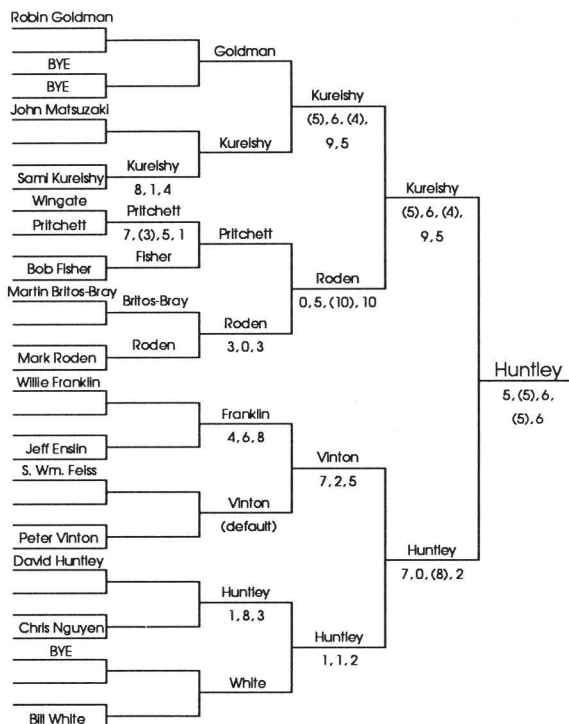 Robin Goldman
BYE
BYE
John Matsuzaki
Sami Kureishy
Wingate
Pritchett
Bob Fisher
Martin Britos-Bray
Mark Roden
Willie Franklin
Jeff Enslin
S. Wm. Feiss
Peter Vinton
David Huntley
Chris Nguyen
BYE
Bill White
Kureishy
8, 1, 4
Pritchett
7, (3), 5, 1
Fisher
Britos-Bray
Roden
Goldman
Kureishy
Pritchett
Roden
3, 0, 3
Franklin
4, 6, 8
Vinton
(default)
Huntley
1, 8, 3
White
Kureishy
(5), 6, (4),
9, 5
Roden
0, 5, (10), 10
Vinton
7, 2, 5
Huntley
1, 1, 2
Kureishy
(5), 6, (4),
9, 5
Huntley
7, 0, (8), 2
Huntley
5, (5), 6,
(5), 6